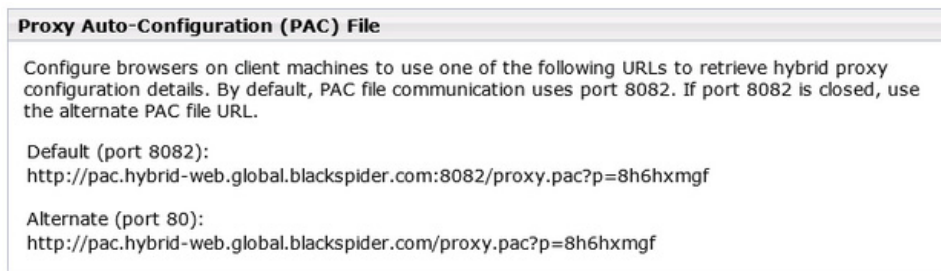 Proxy Auto-Configuration (PAC) File
Configure browsers on client machines to use one of the following URLs to retrieve hybrid proxy
configuration details. By default, PAC file communication uses port 8082. If port 8082 is closed, use
the alternate PAC file URL.
Default (port 8082):
http://pac.hybrid-web.global.blackspider.com:8082/proxy.pac?p=8h6hxmgf
Alternate (port 80):
http://pac.hybrid-web.global.blackspider.com/proxy.pac?p=8h6hxmgf